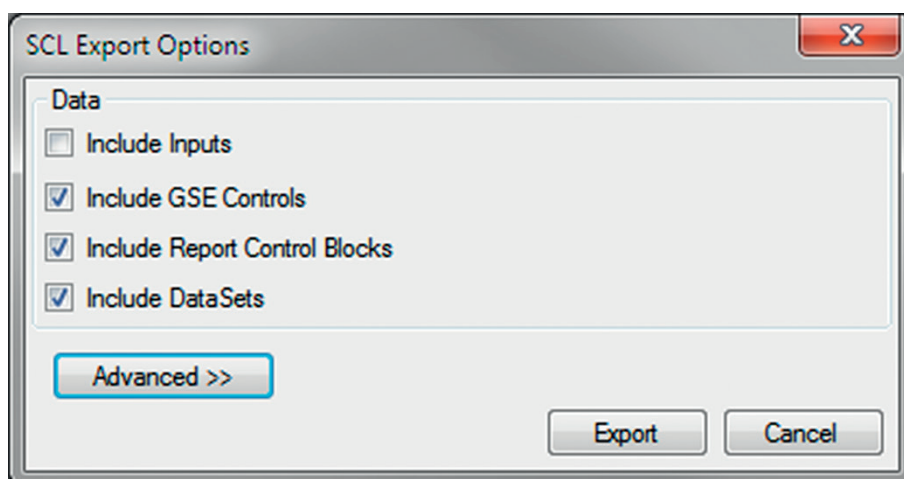 SCL Export Options
Data
Include Inputs
Include GSE Controls
Include Report Control Blocks
Include DataSets
Advanced >>
Export Cancel